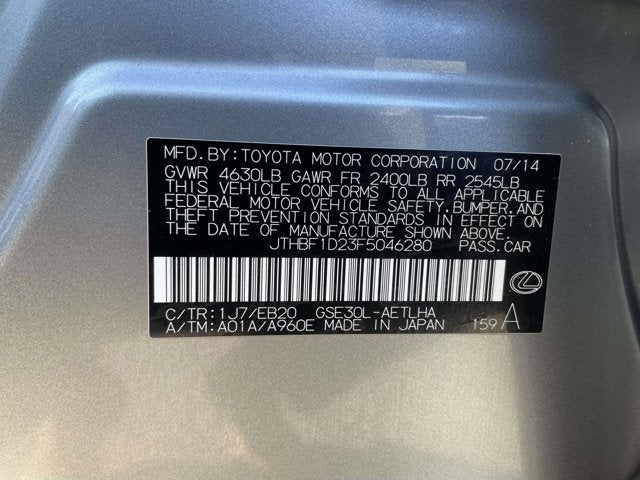 MFD. BY: TOYOTA MOTOR CORPORATION 07/14
GVWR 4630LB GAWR FR 2400LB RR 2545LB
THIS VEHICLE CONFORMS TO ALL APPLICABLE
FEDERAL MOTOR VEHICLE SAFETY, BUMPER, AND
THEFT PREVENTION STANDARDS IN EFFECT ON
THE DATE OF MANUFACTURE SHOWN ABOVE.
JTHBF1D23F5046280 PASS. CAR
C/TR: 1J7/EB20 GSE30L-AETLHA
A/TM: A01A/A960E MADE IN JAPAN 159 A